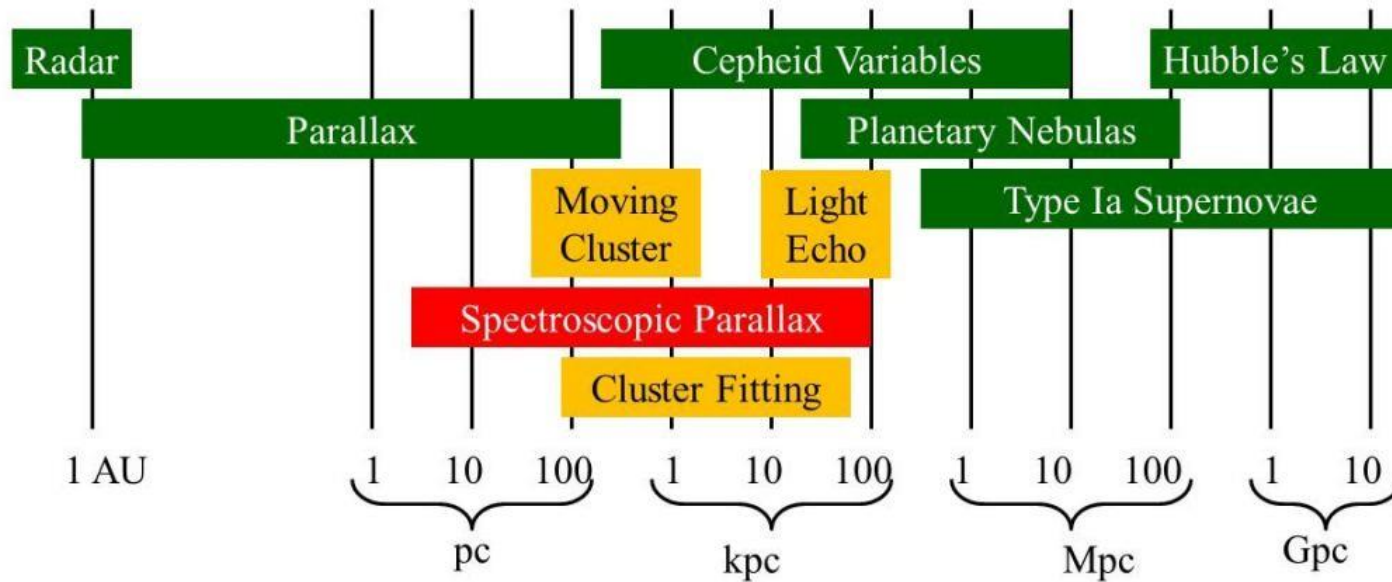 Radar
Cepheid Variables
Hubble's Law
Parallax
Planetary Nebulas
Moving
Cluster
Light
Echo
Type Ia Supernovae
Spectroscopic Parallax
Cluster Fitting
1 AU
1 10 100 1 10 100 1 10 100 1 10
pc kpc Mpc Gpc